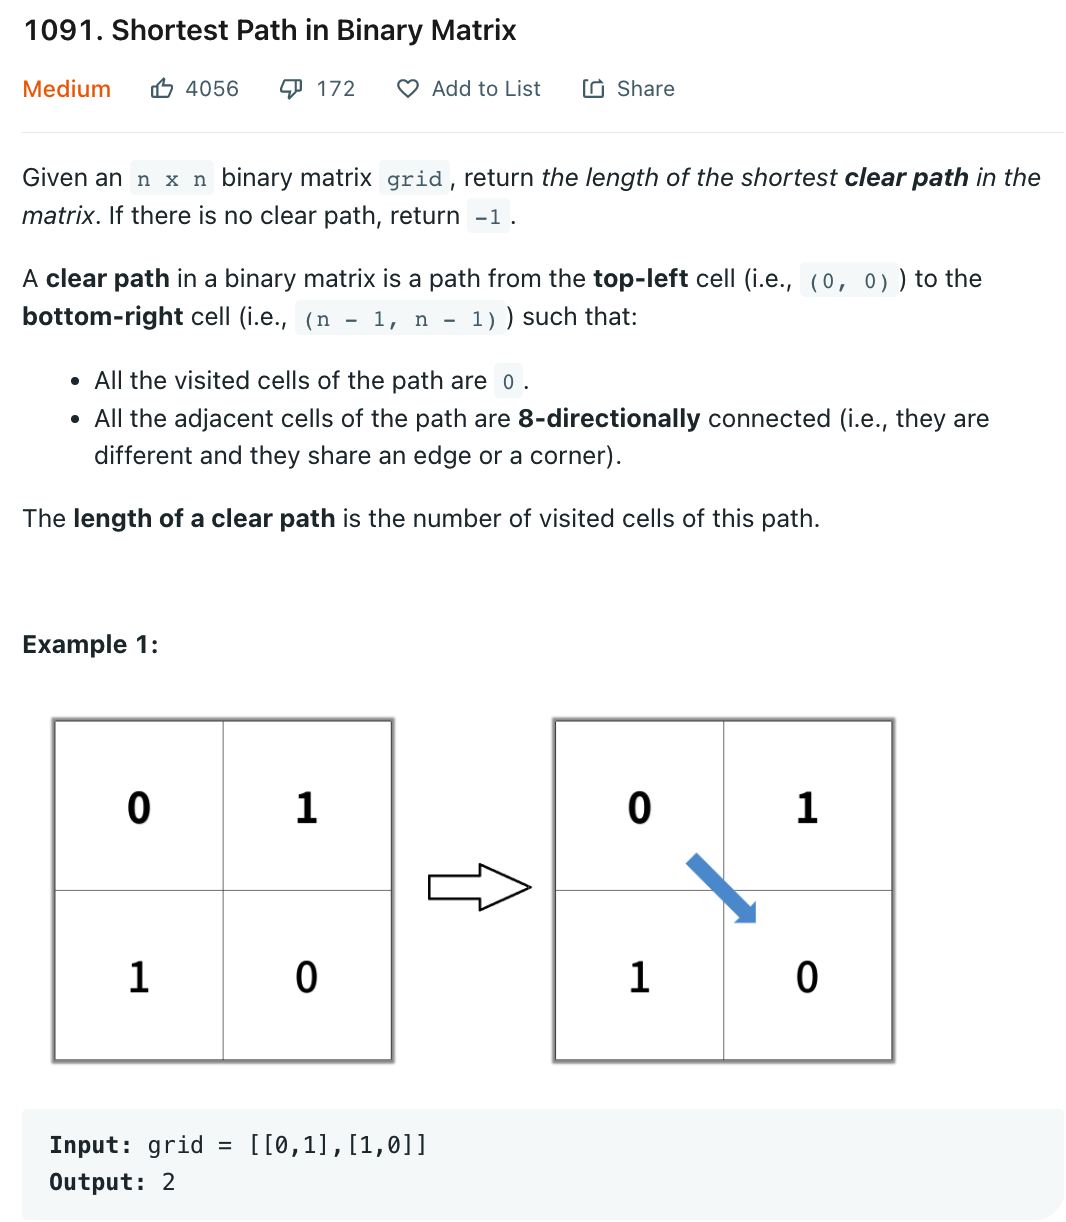 1091. Shortest Path in Binary Matrix
Medium 4056 172 Add to List Share
Given an n x n binary matrix grid, return the length of the shortest clear path in the
matrix. If there is no clear path, return -1.
A clear path in a binary matrix is a path from the top-left cell (i.e., (0, 0)) to the
bottom-right cell (i.e., (n - 1, n - 1)) such that:
• All the visited cells of the path are 0.
• All the adjacent cells of the path are 8-directionally connected (i.e., they are
different and they share an edge or a corner).
The length of a clear path is the number of visited cells of this path.
Example 1:
0 1 0 1
1 0 1 0
Input: grid = [[0,1],[1,0]]
Output: 2